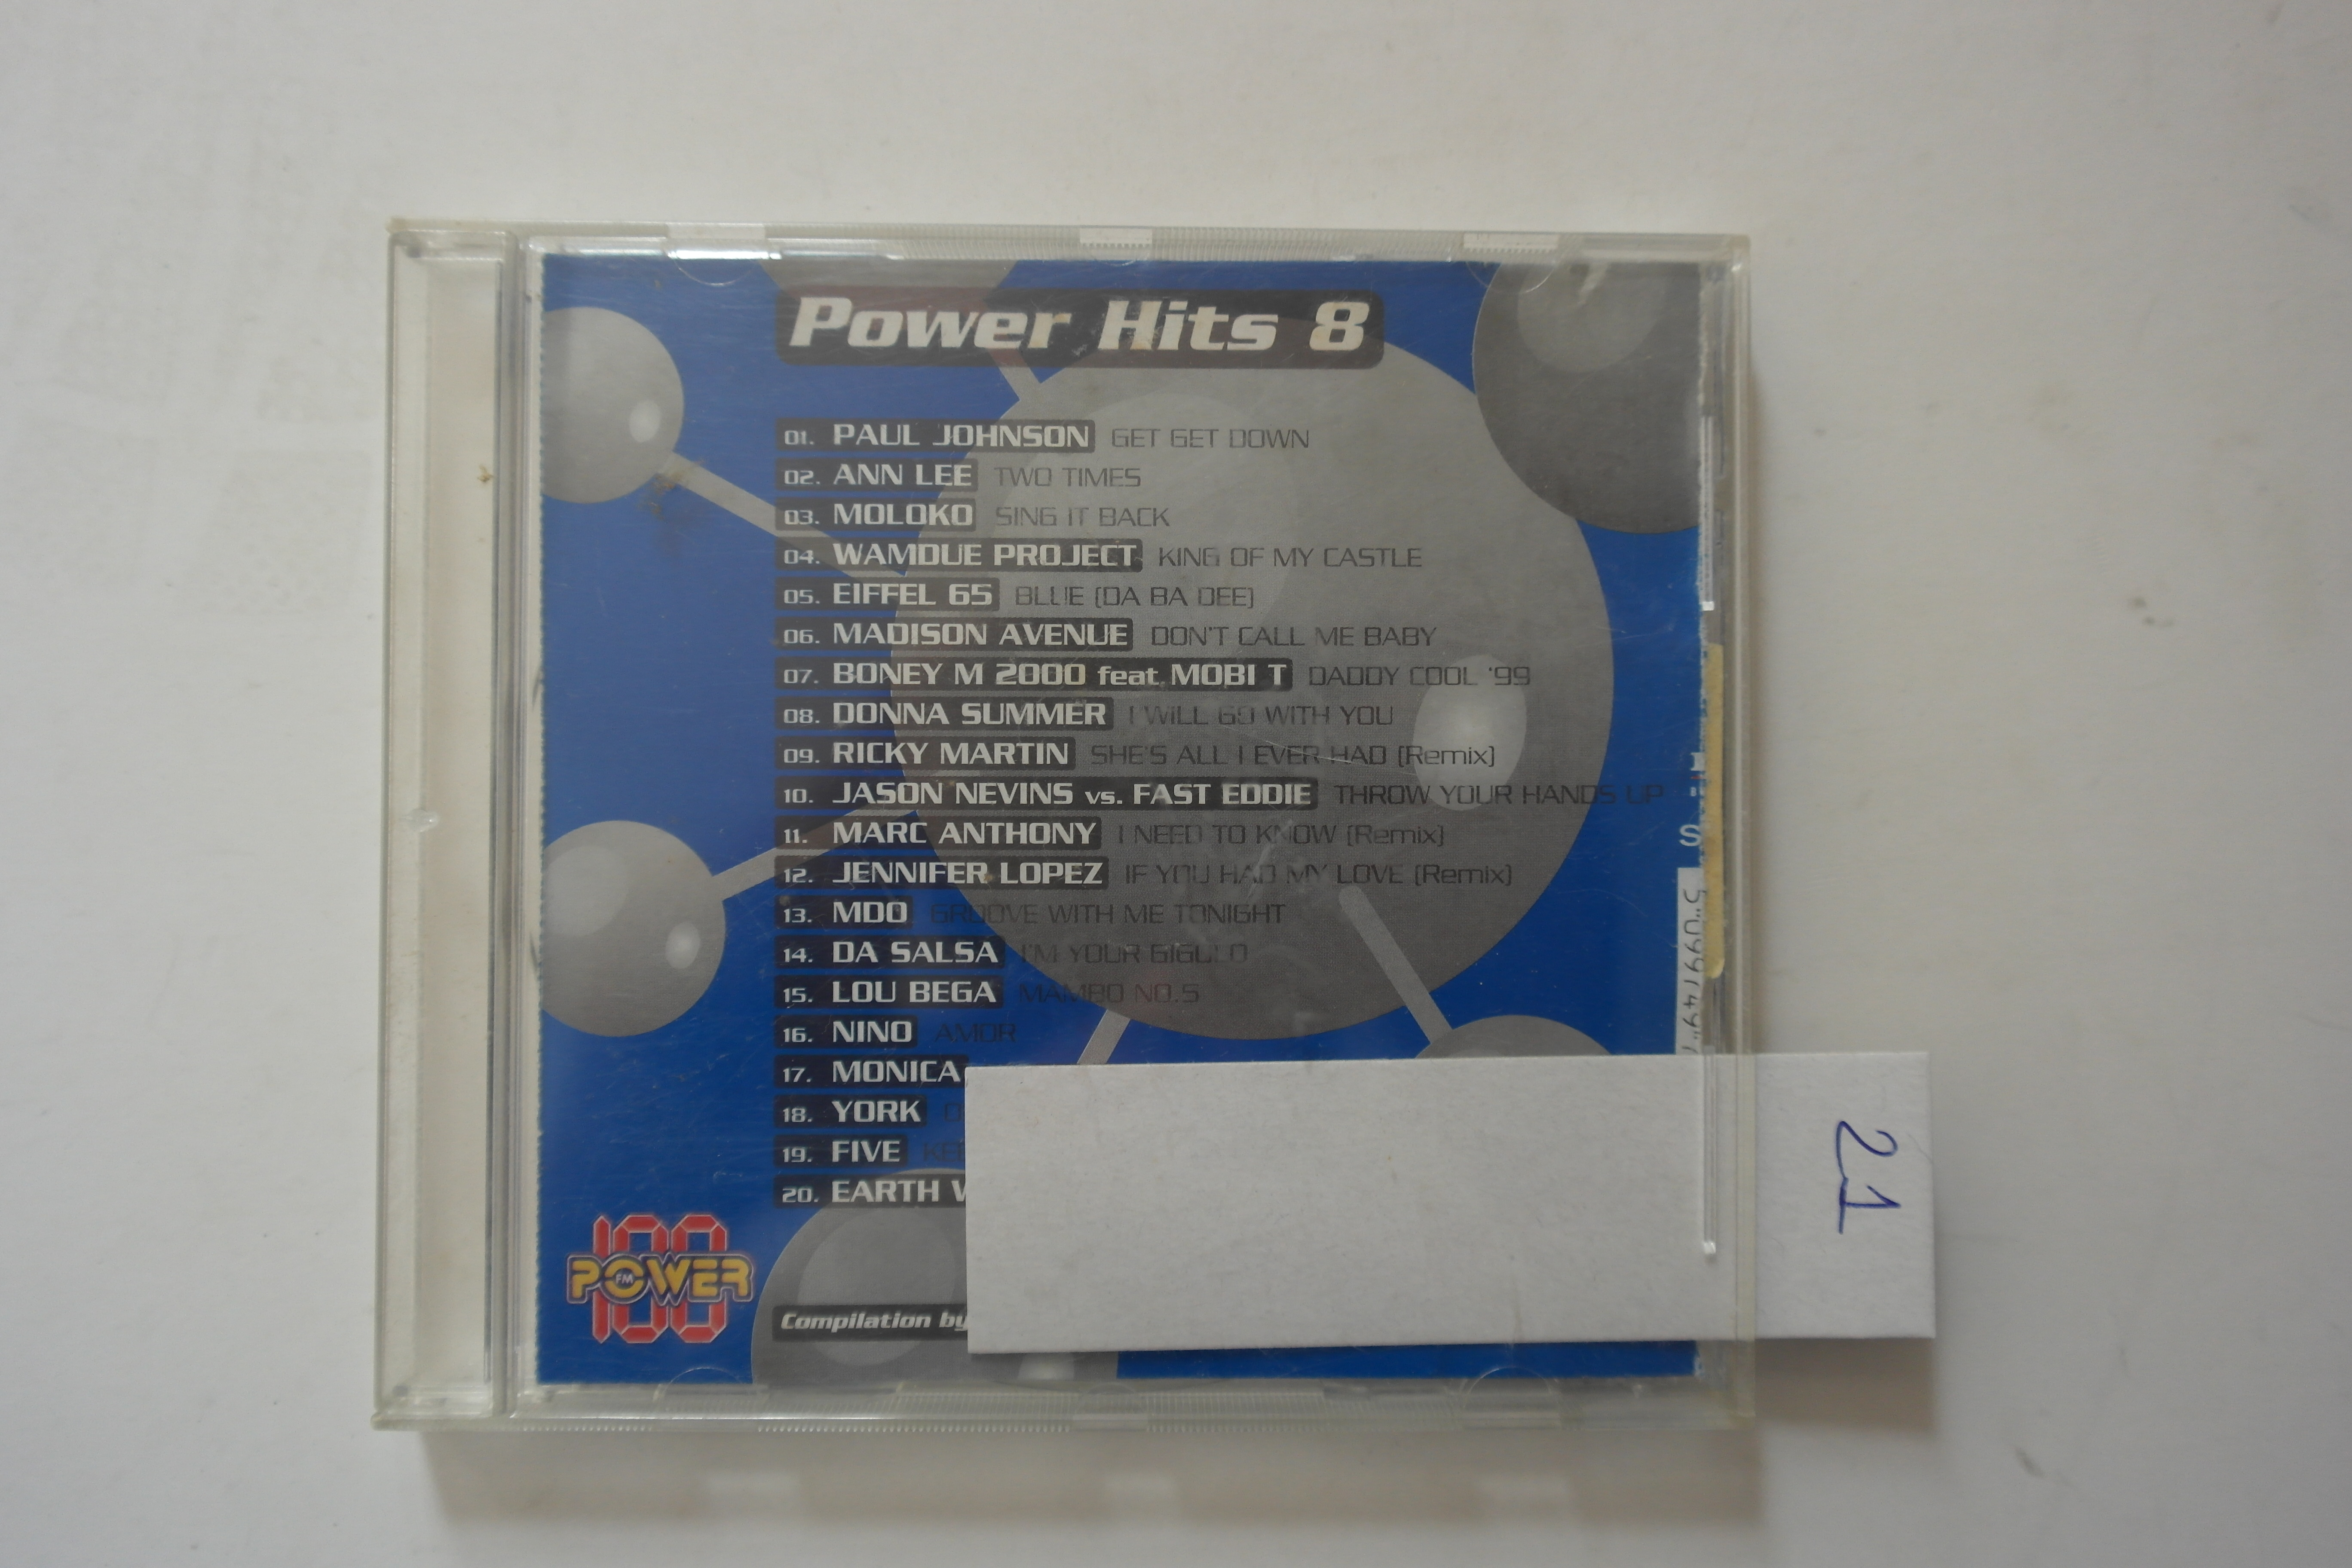 Power Hits 8
01. PAUL JOHNSON GET GET DOWN
02. ANN LEE TWO TIMES
03. MOLOKO SING IT BACK
04. WAMDUE PROJECT KING OF MY CASTLE
05. EIFFEL 65 BLUE (DA BA DEE)
06. MADISON AVENUE DON'T CALL ME BABY
07. BONEY M 2000 feat. MOBI T DADDY COOL '99
08. DONNA SUMMER I WILL GO WITH YOU
09. RICKY MARTIN SHE'S ALL I EVER HAD (Remix)
10. JASON NEVINS vs. FAST EDDIE THROW YOUR HANDS UP
11. MARC ANTHONY I NEED TO KNOW (Remix)
12. JENNIFER LOPEZ IF YOU HAD MY LOVE (Remix)
13. MDO GROOVE WITH ME TONIGHT
14. DA SALSA I'M YOUR GIGULO
15. LOU BEGA MAMBO NO.5
16. NINO AMOR
17. MONICA
18. YORK
19. FIVE
20. EARTH
100
POWER
FM
Compilation by
21